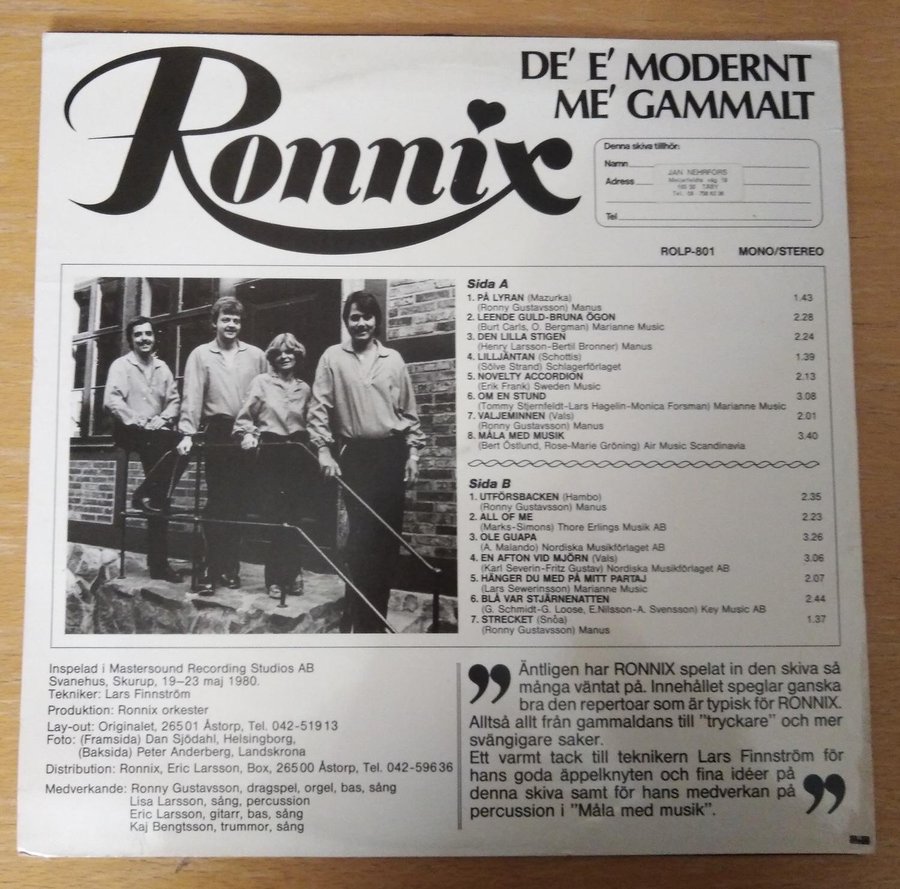 DE' E' MODERNT
ME' GAMMALT
Ronnix
Denna skiva tillhör:
Namn
JAN NEHRFORS
Adress
väg 19
TÄBY
Tel. 08 - 758 63 36
Tel
ROLP-801 MONO/STEREO
Sida A
1. PÅ LYRAN (Mazurka) 1.43
(Ronny Gustavsson) Manus
2. LEENDE GULD-BRUNA ÖGON 2.28
(Burt Carls, O. Bergman) Marianne Music
3. DEN LILLA STIGEN 2.24
(Henry Larsson-Bertil Bronner) Manus
4. LILLJÄNTAN (Schottis) 1.39
(Sölve Strand) Schlagerförlaget
5. NOVELTY ACCORDION 2.13
(Erik Frank) Sweden Music
6. OM EN STUND 3.08
(Tommy Stjernfeldt-Lars Hagelin-Monica Forsman) Marianne Music
7. VALJEMINNEN (Vals) 2.01
(Ronny Gustavsson) Manus
8. MÅLA MED MUSIK 3.40
(Bert Östlund, Rose-Marie Gröning) Air Music Scandinavia
Sida B
1. UTFÖRSBACKEN (Hambo) 2.35
(Ronny Gustavsson) Manus
2. ALL OF ME 2.23
(Marks-Simons) Thore Erlings Musik AB
3. OLE GUAPA 3.26
(A. Malando) Nordiska Musikförlaget AB
4. EN AFTON VID MJÖRN (Vals) 3.06
(Karl Severin-Fritz Gustav) Nordiska Musikförlaget AB
5. HÄNGER DU MED PÅ MITT PARTAJ 2.07
(Lars Sewerinsson) Marianne Music
6. BLÅ VAR STJÄRNENATTEN 2.44
(G. Schmidt-G. Loose, E.Nilsson-A. Svensson) Key Music AB
7. STRECKET (Snôa) 1.37
(Ronny Gustavsson) Manus
Inspelad i Mastersound Recording Studios AB
Svanehus, Skurup, 19–23 maj 1980.
Tekniker: Lars Finnström
Produktion: Ronnix orkester
Lay-out: Originalet, 26501 Åstorp, Tel. 042-51913
Foto: (Framsida) Dan Sjödahl, Helsingborg,
(Baksida) Peter Anderberg, Landskrona
Distribution: Ronnix, Eric Larsson, Box, 26500 Åstorp, Tel. 042-59636
Medverkande: Ronny Gustavsson, dragspel, orgel, bas, sång
Lisa Larsson, sång, percussion
Eric Larsson, gitarr, bas, sång
Kaj Bengtsson, trummor, sång
” Äntligen har RONNIX spelat in den skiva så
många väntat på. Innehållet speglar ganska
bra den repertoar som är typisk för RONNIX.
Alltså allt från gammaldans till ”tryckare” och mer
svängigare saker.
Ett varmt tack till teknikern Lars Finnström för
hans goda äppelknyten och fina idéer på
denna skiva samt för hans medverkan på
percussion i ”Måla med musik”. ”